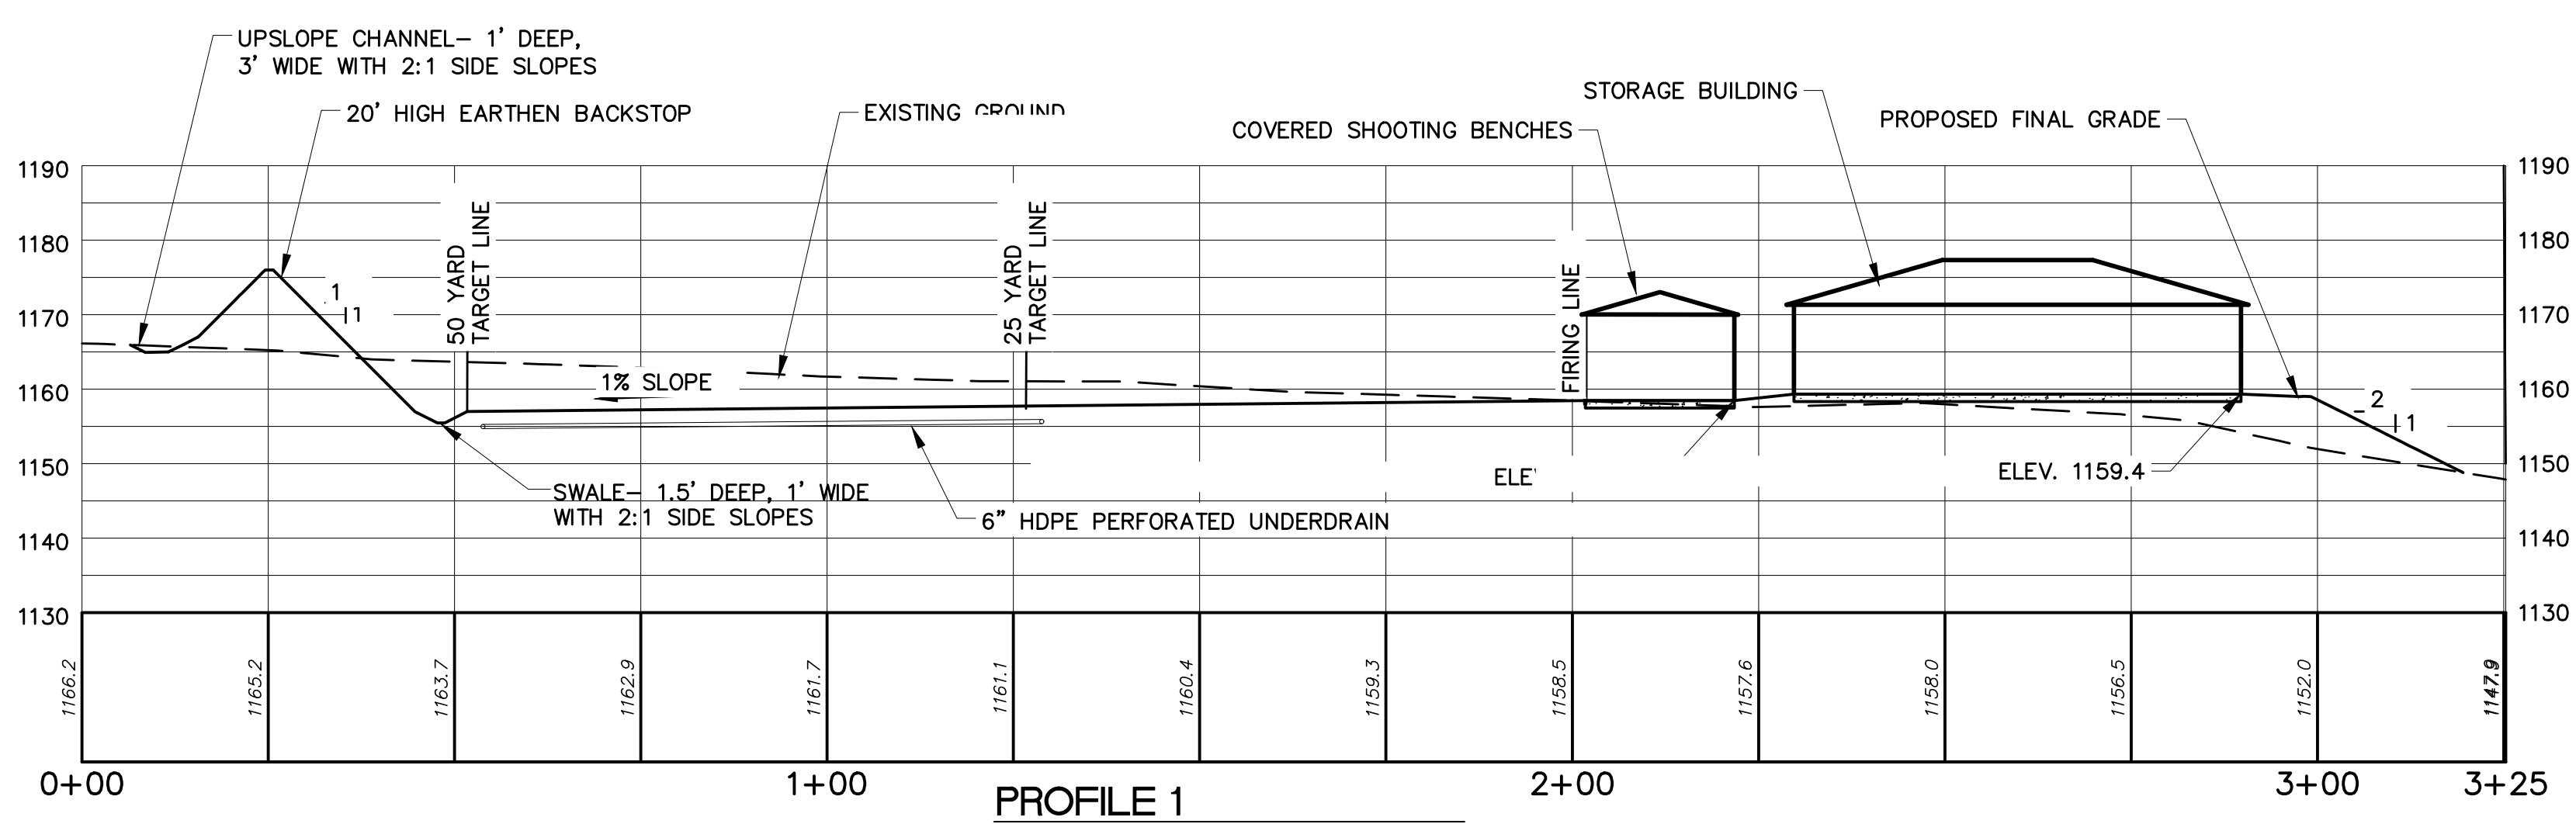 UPSLOPE CHANNEL– 1' DEEP,
3' WIDE WITH 2:1 SIDE SLOPES
20' HIGH EARTHEN BACKSTOP
EXISTING GROUND
STORAGE BUILDING
COVERED SHOOTING BENCHES
PROPOSED FINAL GRADE
1190
1190
1180
1180
1170
1170
1160
1160
1150
1150
1140
1140
1130
1130
50 YARD
TARGET LINE
25 YARD
TARGET LINE
FIRING LINE
1
1
1% SLOPE
2
1
ELEV. 1159.4
SWALE– 1.5' DEEP, 1' WIDE
WITH 2:1 SIDE SLOPES
6" HDPE PERFORATED UNDERDRAIN
1166.2
1165.2
1163.7
1162.9
1161.7
1161.1
1160.4
1159.3
1158.5
1157.6
1158.0
1156.5
1152.0
0+00
1+00
2+00
3+00
3+25
PROFILE 1